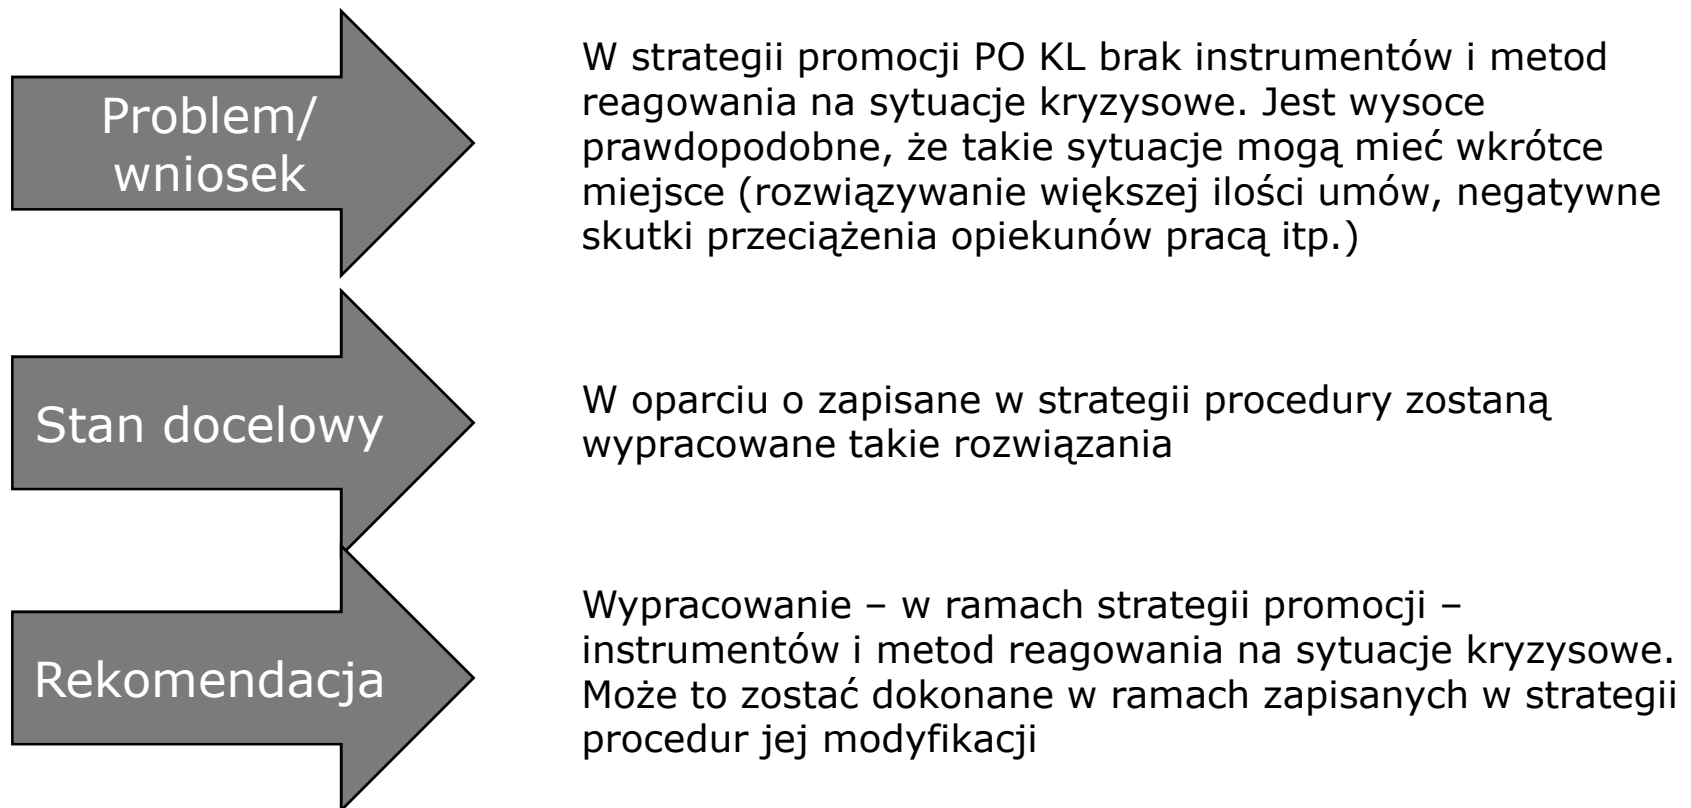 Problem/
wniosek
W strategii promocji PO KL brak instrumentów i metod
reagowania na sytuacje kryzysowe. Jest wysoce
prawdopodobne, że takie sytuacje mogą mieć wkrótce
miejsce (rozwiązywanie większej ilości umów, negatywne
skutki przeciążenia opiekunów pracą itp.)
Stan docelowy
W oparciu o zapisane w strategii procedury zostaną
wypracowane takie rozwiązania
Rekomendacja
Wypracowanie – w ramach strategii promocji –
instrumentów i metod reagowania na sytuacje kryzysowe.
Może to zostać dokonane w ramach zapisanych w strategii
procedur jej modyfikacji